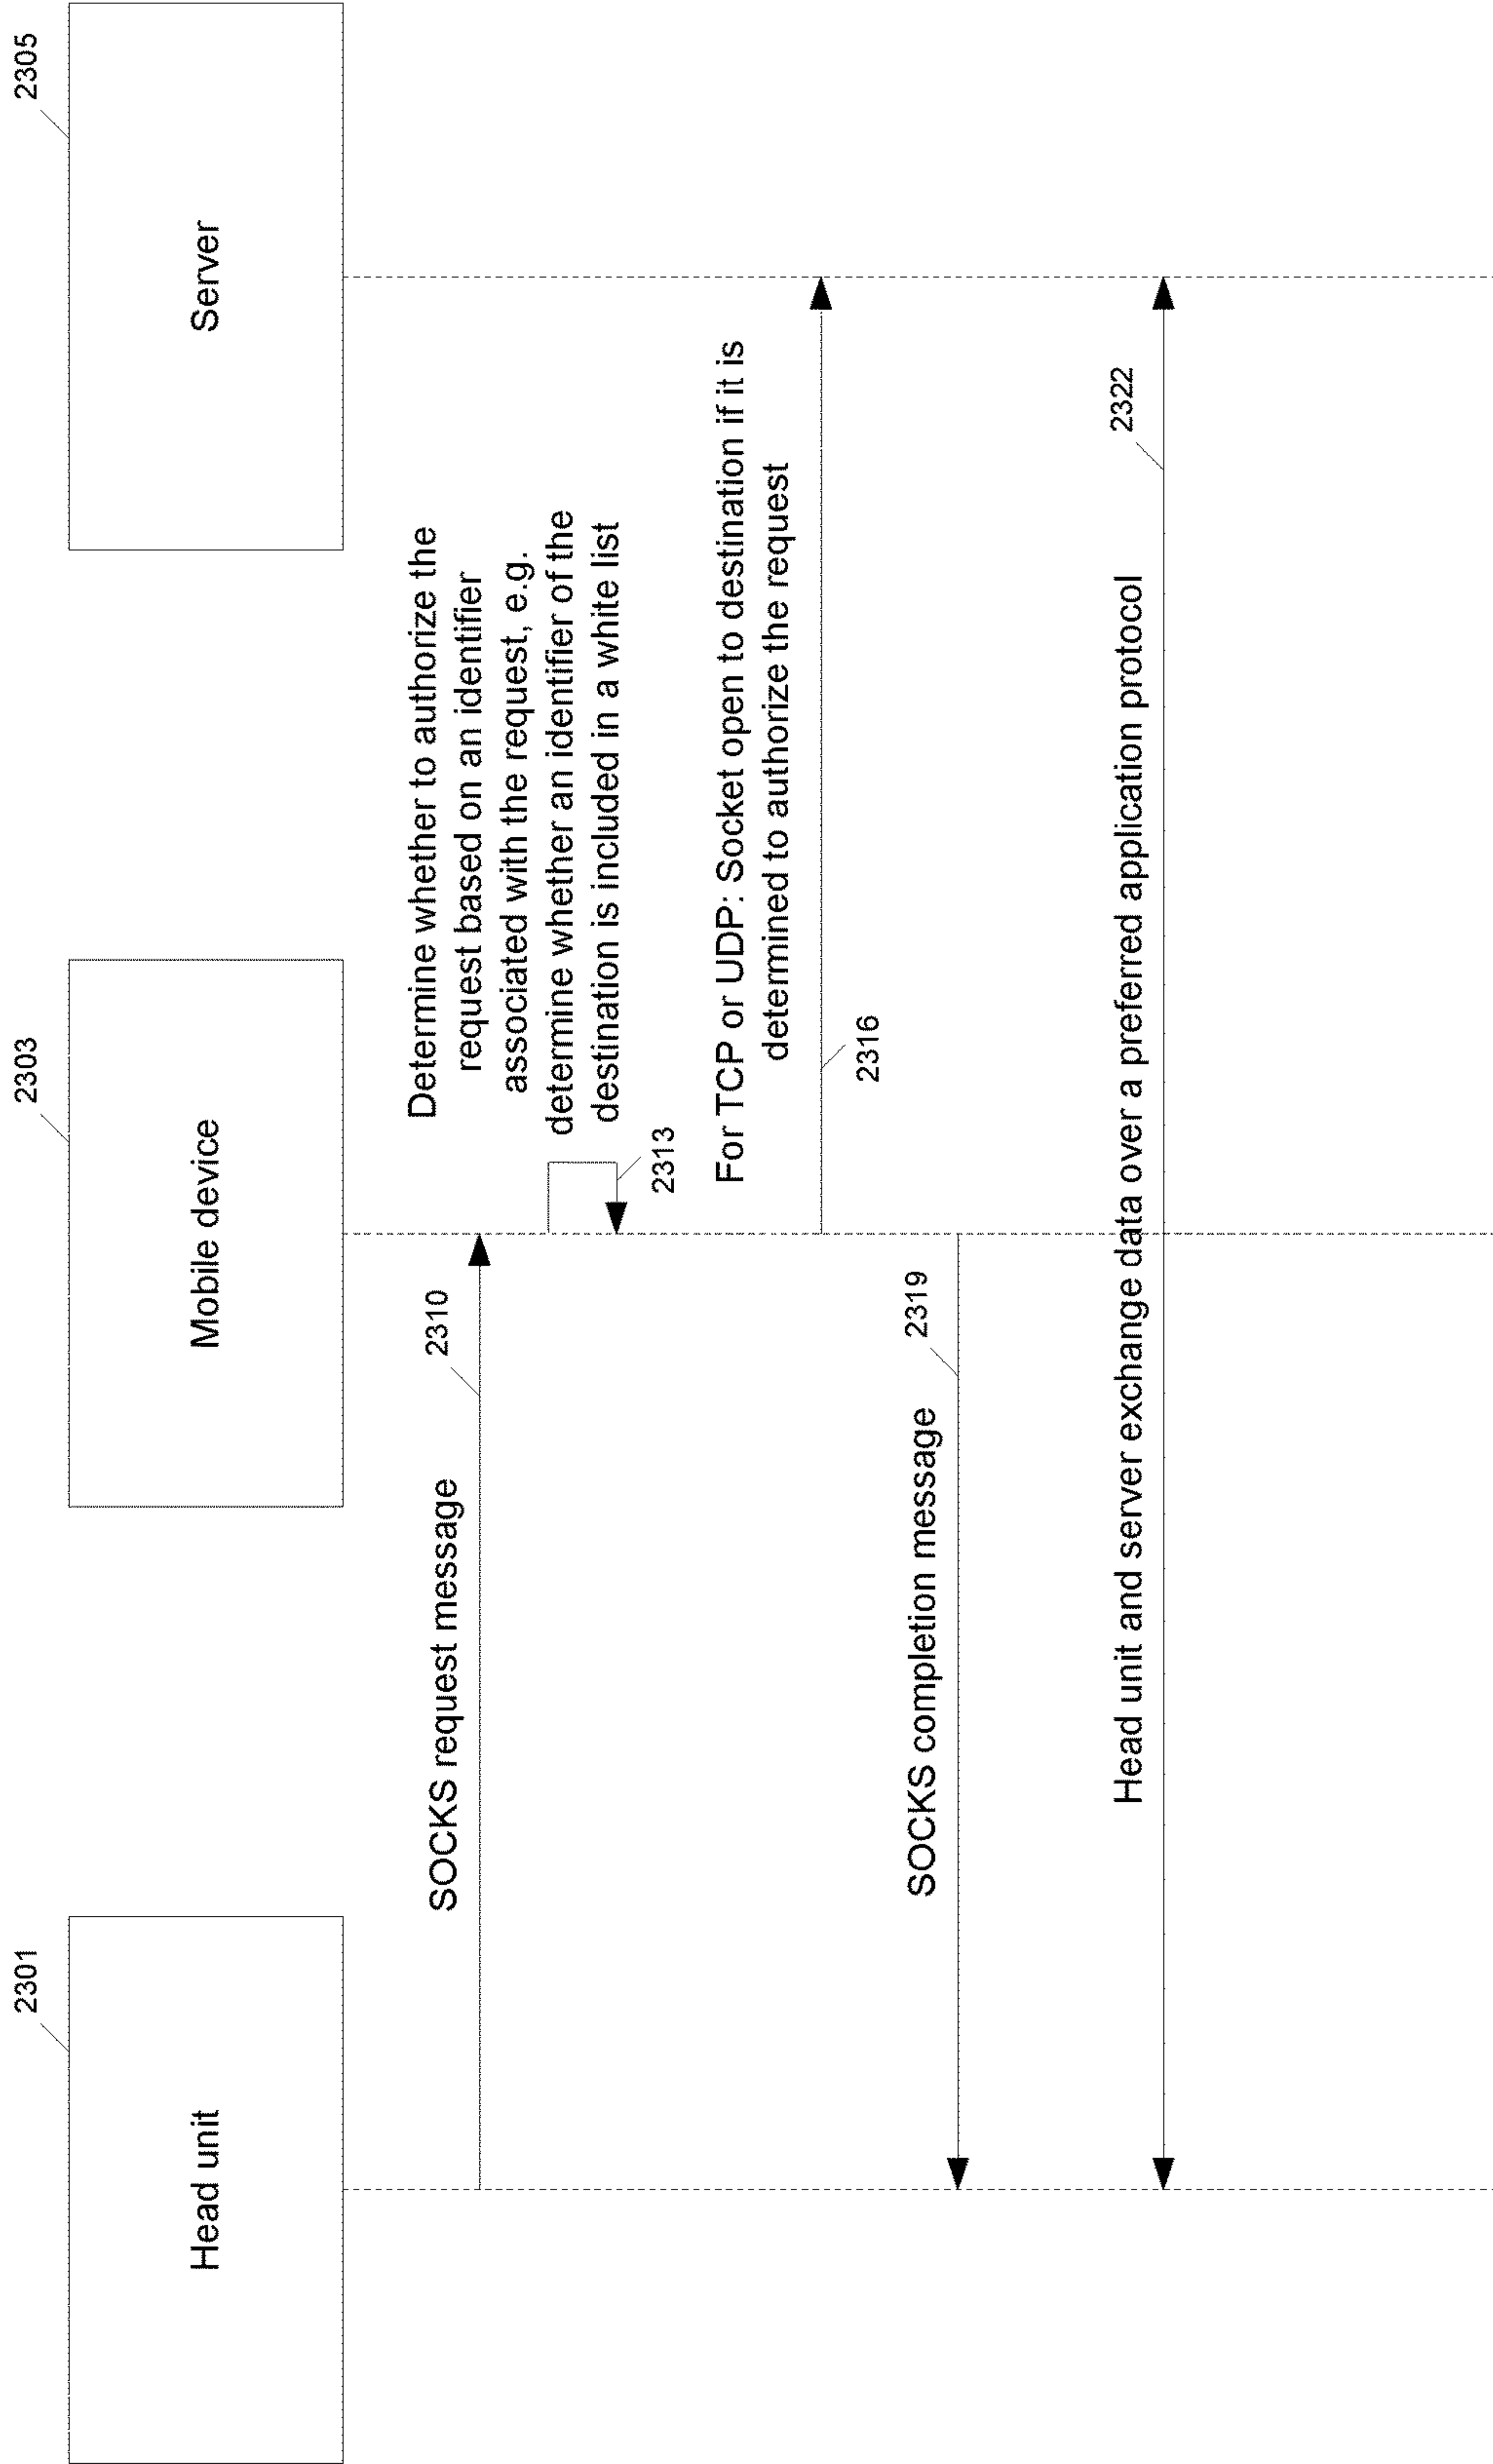 2301
2303
2305
Head unit
Mobile device
Server
SOCKS request message
2310
Determine whether to authorize the
request based on an identifier
associated with the request, e.g.
determine whether an identifier of the
destination is included in a white list
2313
For TCP or UDP: Socket open to destination if it is
determined to authorize the request
2316
SOCKS completion message
2319
Head unit and server exchange data over a preferred application protocol
2322